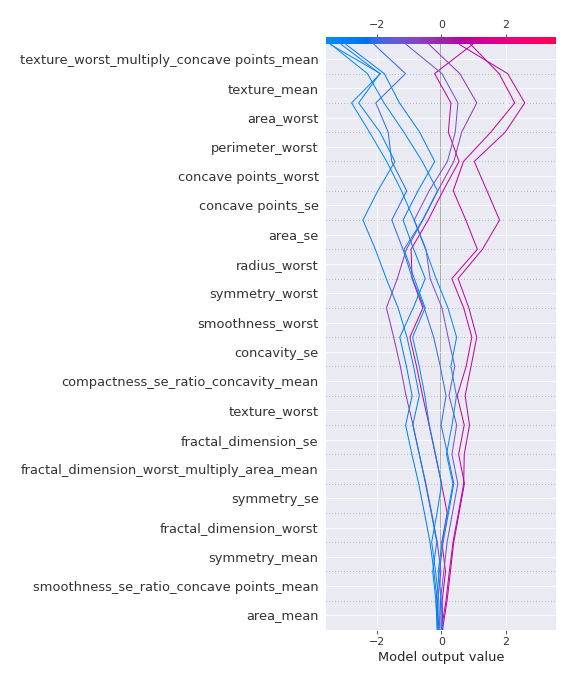 −2 0 2
texture_worst_multiply_concave points_mean
texture_mean
area_worst
perimeter_worst
concave points_worst
concave points_se
area_se
radius_worst
symmetry_worst
smoothness_worst
concavity_se
compactness_se_ratio_concavity_mean
texture_worst
fractal_dimension_se
fractal_dimension_worst_multiply_area_mean
symmetry_se
fractal_dimension_worst
symmetry_mean
smoothness_se_ratio_concave points_mean
area_mean
−2 0 2
Model output value